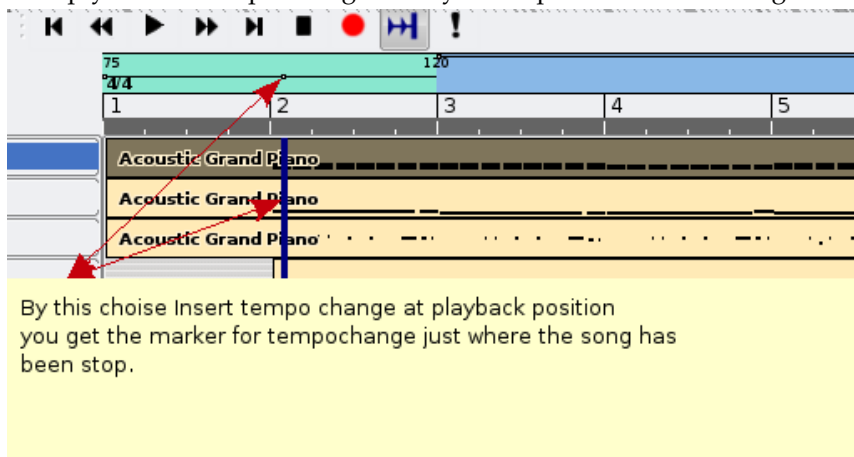 75 120
4/4
1 2 3 4 5
Acoustic Grand Piano
Acoustic Grand Piano
Acoustic Grand Piano
By this choise Insert tempo change at playback position
you get the marker for tempochange just where the song has
been stop.